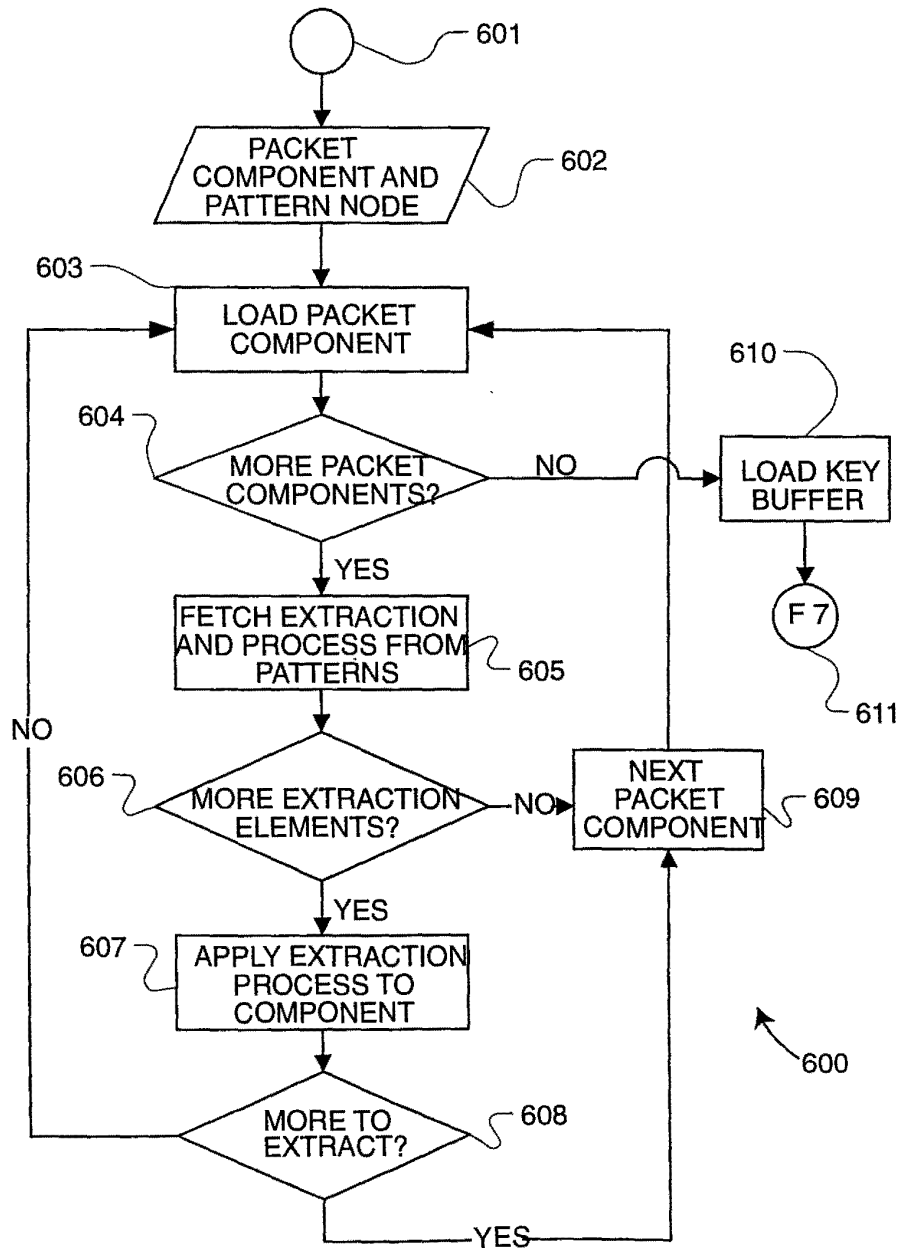 601
PACKET
COMPONENT AND
PATTERN NODE
602
603
LOAD PACKET
COMPONENT
610
604
MORE PACKET
COMPONENTS?
NO
LOAD KEY
BUFFER
YES
FETCH EXTRACTION
AND PROCESS FROM
PATTERNS
605
F 7
611
NO
606
MORE EXTRACTION
ELEMENTS?
NO
NEXT
PACKET
COMPONENT
609
YES
607
APPLY EXTRACTION
PROCESS TO
COMPONENT
600
MORE TO
EXTRACT?
608
YES